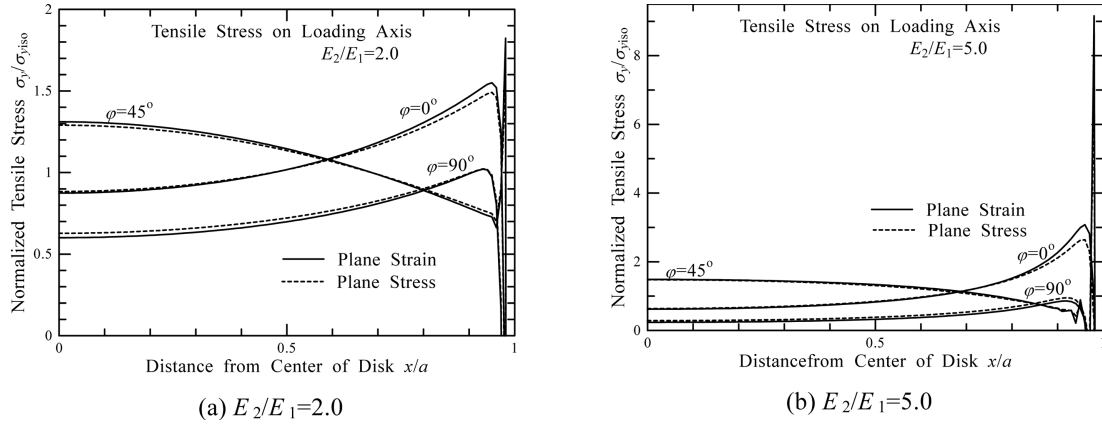 2
1.5
1
0.5
0
Normalized Tensile Stress σy/σyiso
Tensile Stress on Loading Axis
E2/E1=2.0
φ=45°
φ=0°
φ=90°
Plane Strain
Plane Stress
0
0.5
1
Distance from Center of Disk x/a
(a) E2/E1=2.0
8
6
4
2
0
Normalized Tensile Stress σy/σyiso
Tensile Stress on Loading Axis
E2/E1=5.0
Plane Strain
Plane Stress
φ=45°
φ=0°
φ=90°
0
0.5
1
Distancefrom Center of Disk x/a
(b) E2/E1=5.0